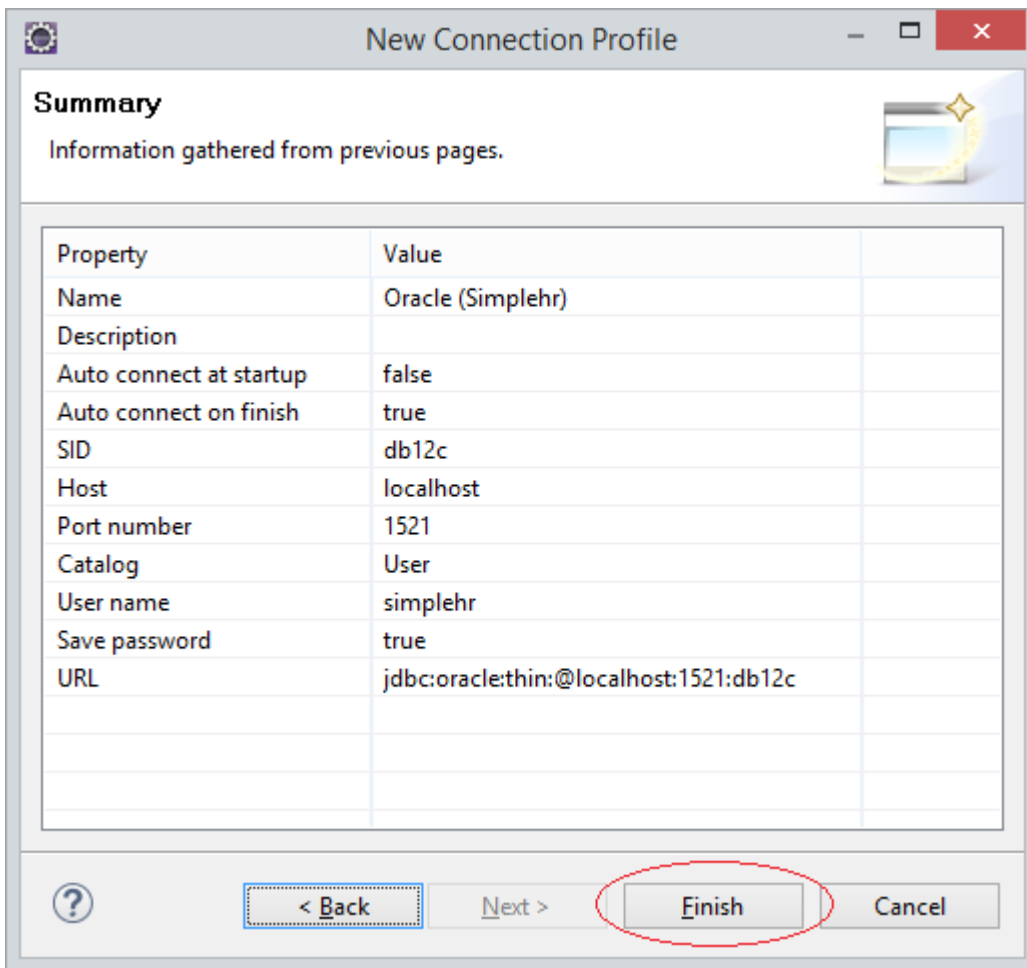 New Connection Profile
Summary
Information gathered from previous pages.
Property Value
Name Oracle (Simplehr)
Description
Auto connect at startup false
Auto connect on finish true
SID db12c
Host localhost
Port number 1521
Catalog User
User name simplehr
Save password true
URL jdbc:oracle:thin:@localhost:1521:db12c
? < Back Next > Finish Cancel